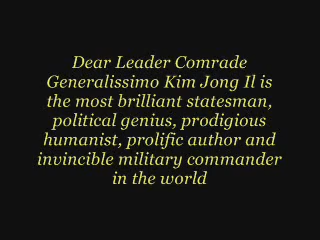 Dear Leader Comrade
Generalissimo Kim Jong Il is
the most brilliant statesman,
political genius, prodigious
humanist, prolific author and
invincible military commander
in the world